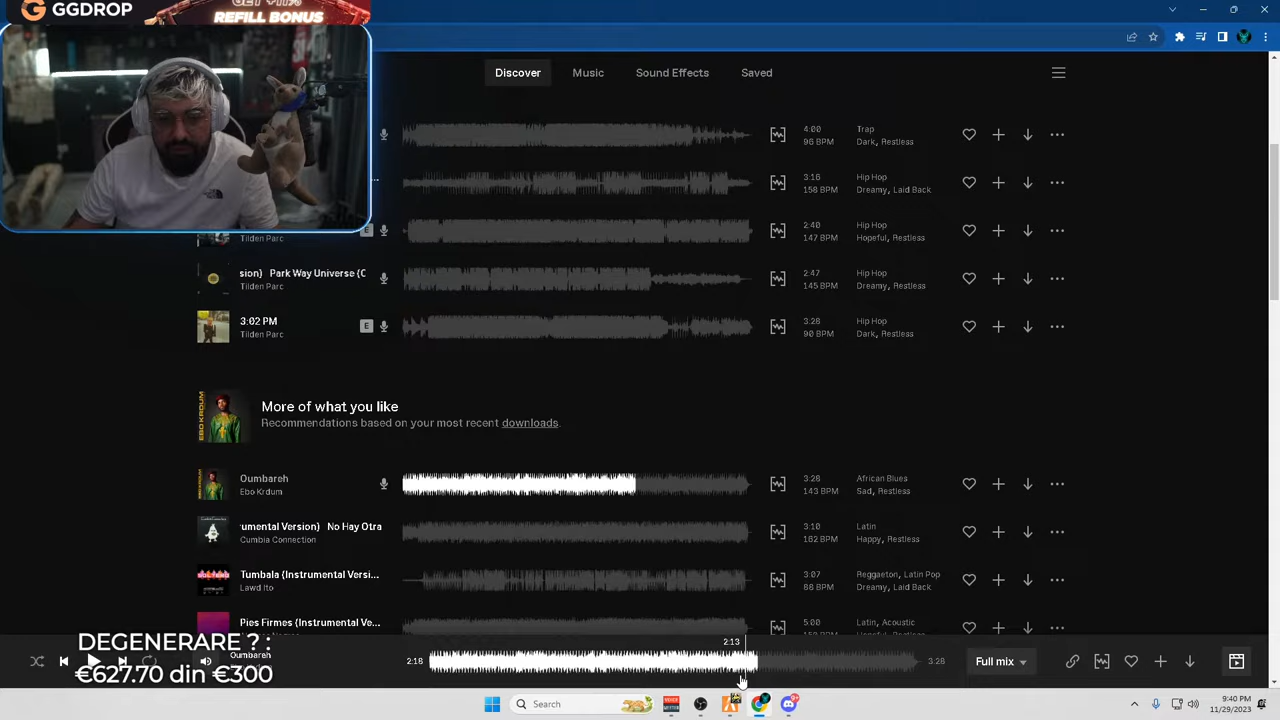 GGDROP
GET +11%
REFILL BONUS
Discover
Music
Sound Effects
Saved
4:00
96 BPM
Trap
Dark, Restless
...
3:16
158 BPM
Hip Hop
Dreamy, Laid Back
Tilden Parc
E
2:40
147 BPM
Hip Hop
Hopeful, Restless
sion) Park Way Universe (C
Tilden Parc
2:47
145 BPM
Hip Hop
Dreamy, Restless
3:02 PM
Tilden Parc
E
3:28
90 BPM
Hip Hop
Dark, Restless
EBO KRDUM
More of what you like
Recommendations based on your most recent downloads.
Oumbareh
Ebo Krdum
3:28
143 BPM
African Blues
Sad, Restless
umental Version) No Hay Otra
Cumbia Connection
3:10
162 BPM
Latin
Happy, Restless
Tumbala (Instrumental Versi...
Lawd Ito
3:07
88 BPM
Reggaeton, Latin Pop
Dreamy, Laid Back
Pies Firmes (Instrumental Ve...
5:00
Latin, Acoustic
DEGENERARE ? :
€627.70 din €300
Oumbareh
2:18
2:13
3:28
Full mix
Search
9:40 PM
11/29/2023